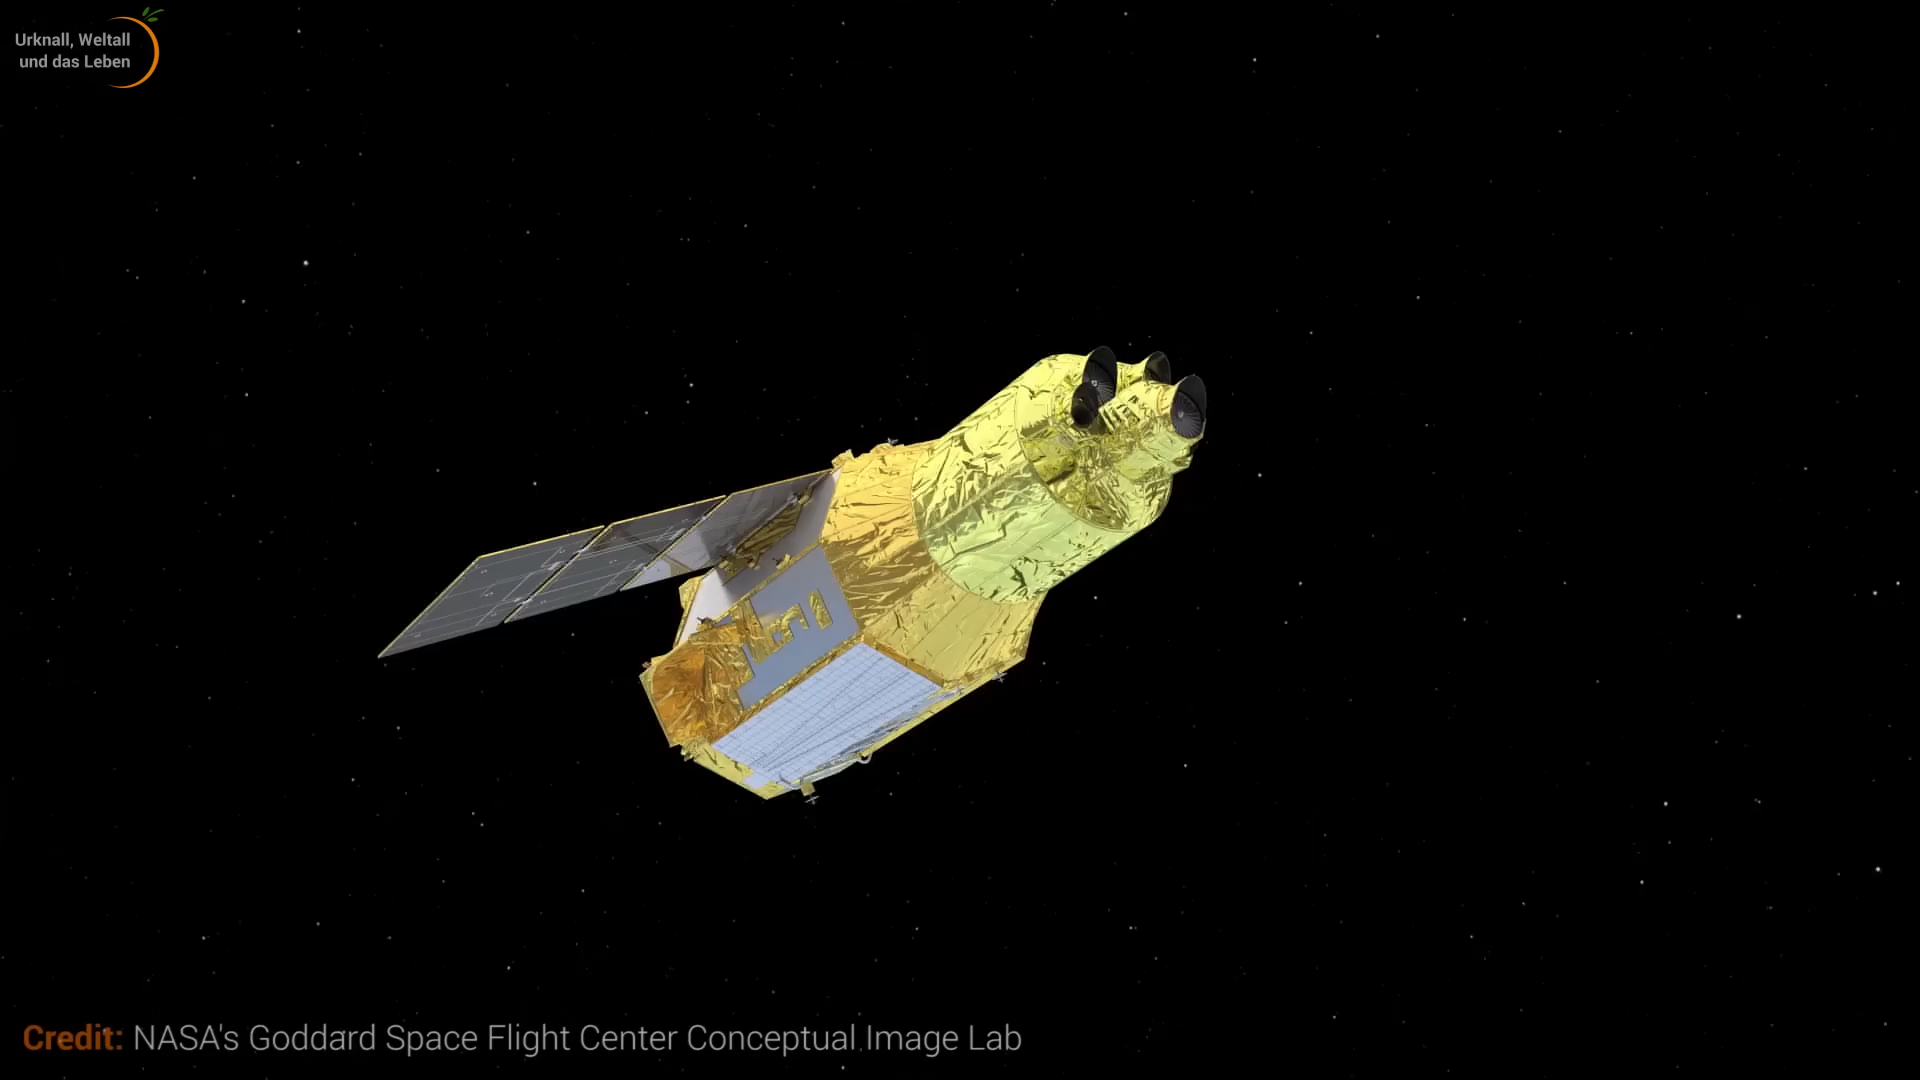 Urknall, Weltall
und das Leben
Credit: NASA's Goddard Space Flight Center Conceptual Image Lab